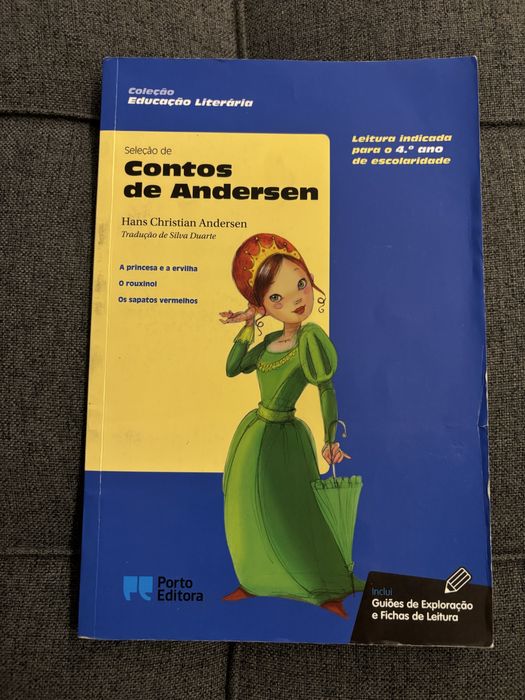 Coleção
Educação Literária
Leitura indicada
para o 4.º ano
de escolaridade
Seleção de
Contos
de Andersen
Hans Christian Andersen
Tradução de Silva Duarte
A princesa e a ervilha
O rouxinol
Os sapatos vermelhos
Porto
Editora
Inclui
Guiões de Exploração
e Fichas de Leitura